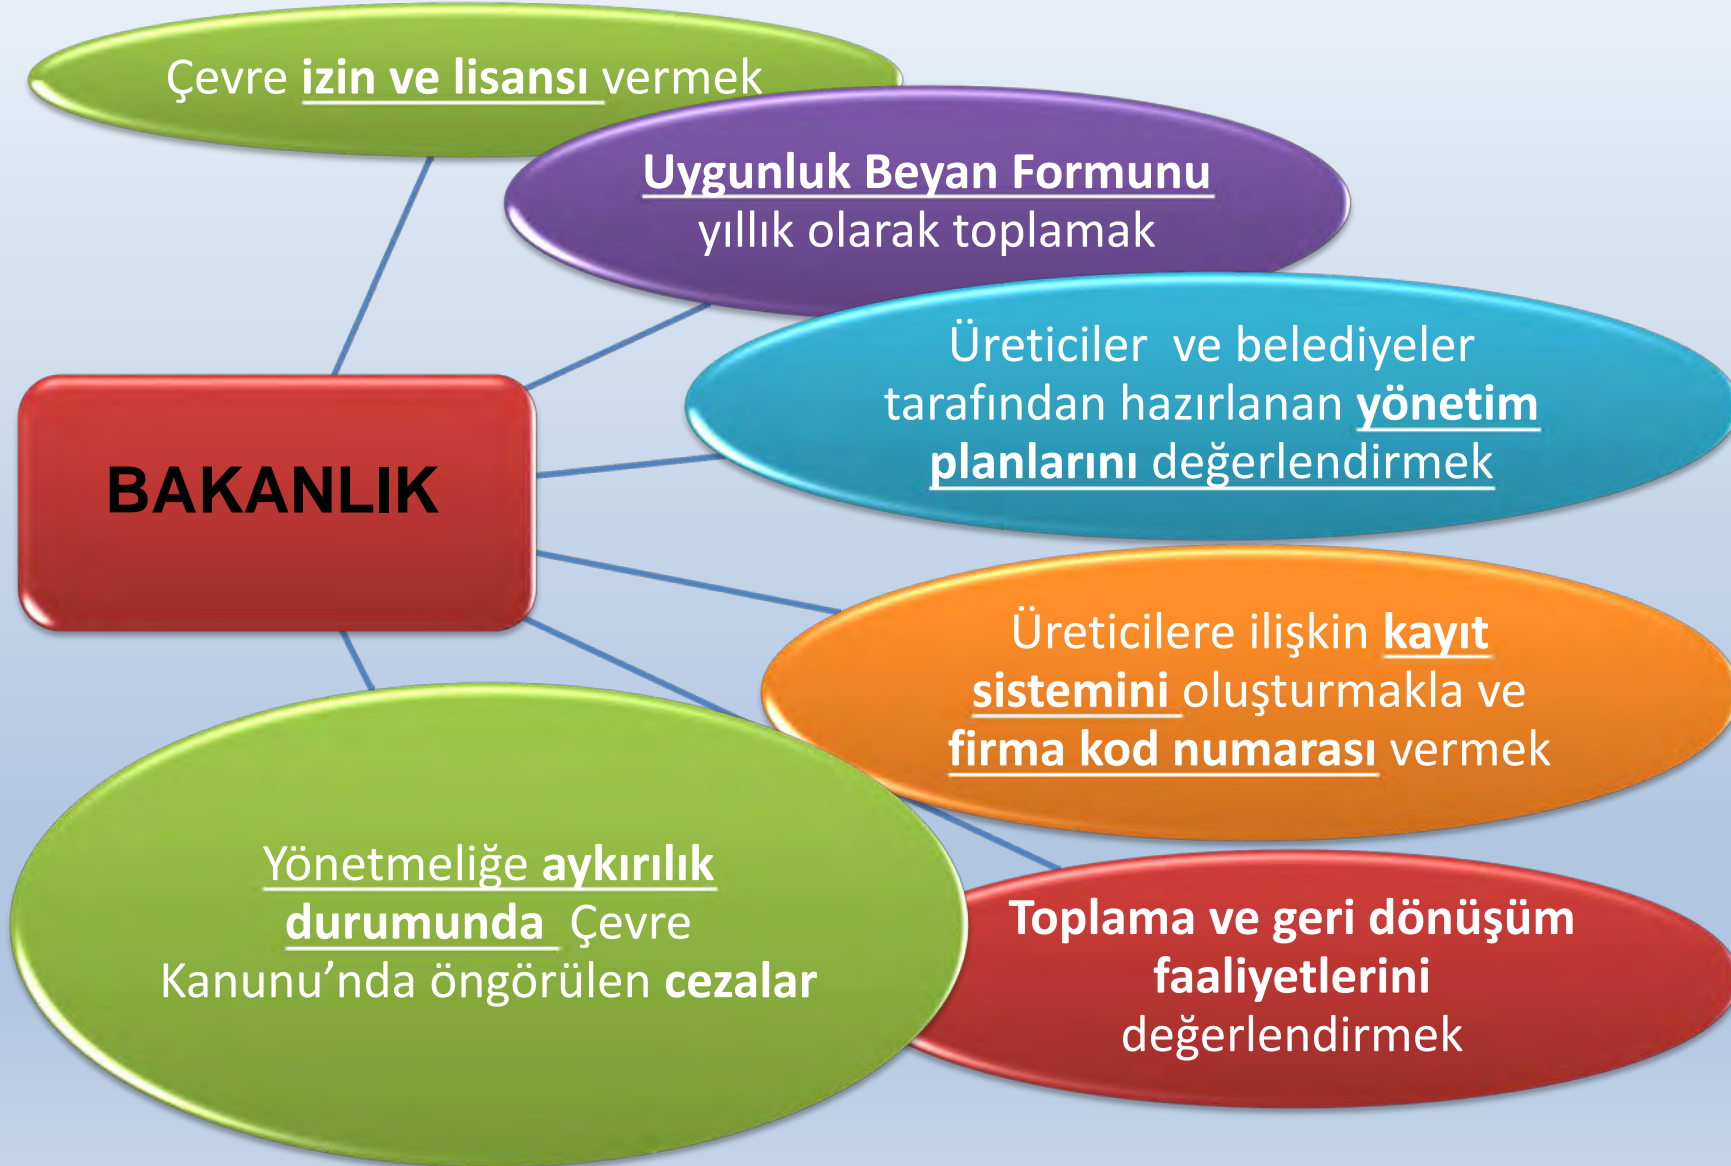 Çevre izin ve lisansı vermek
Uygunluk Beyan Formunu
yıllık olarak toplamak
Üreticiler ve belediyeler
tarafından hazırlanan yönetim
planlarını değerlendirmek
BAKANLIK
Üreticilere ilişkin kayıt
sistemini oluşturmakla ve
firma kod numarası vermek
Yönetmeliğe aykırılık
durumunda Çevre
Kanunu’nda öngörülen cezalar
Toplama ve geri dönüşüm
faaliyetlerini
değerlendirmek